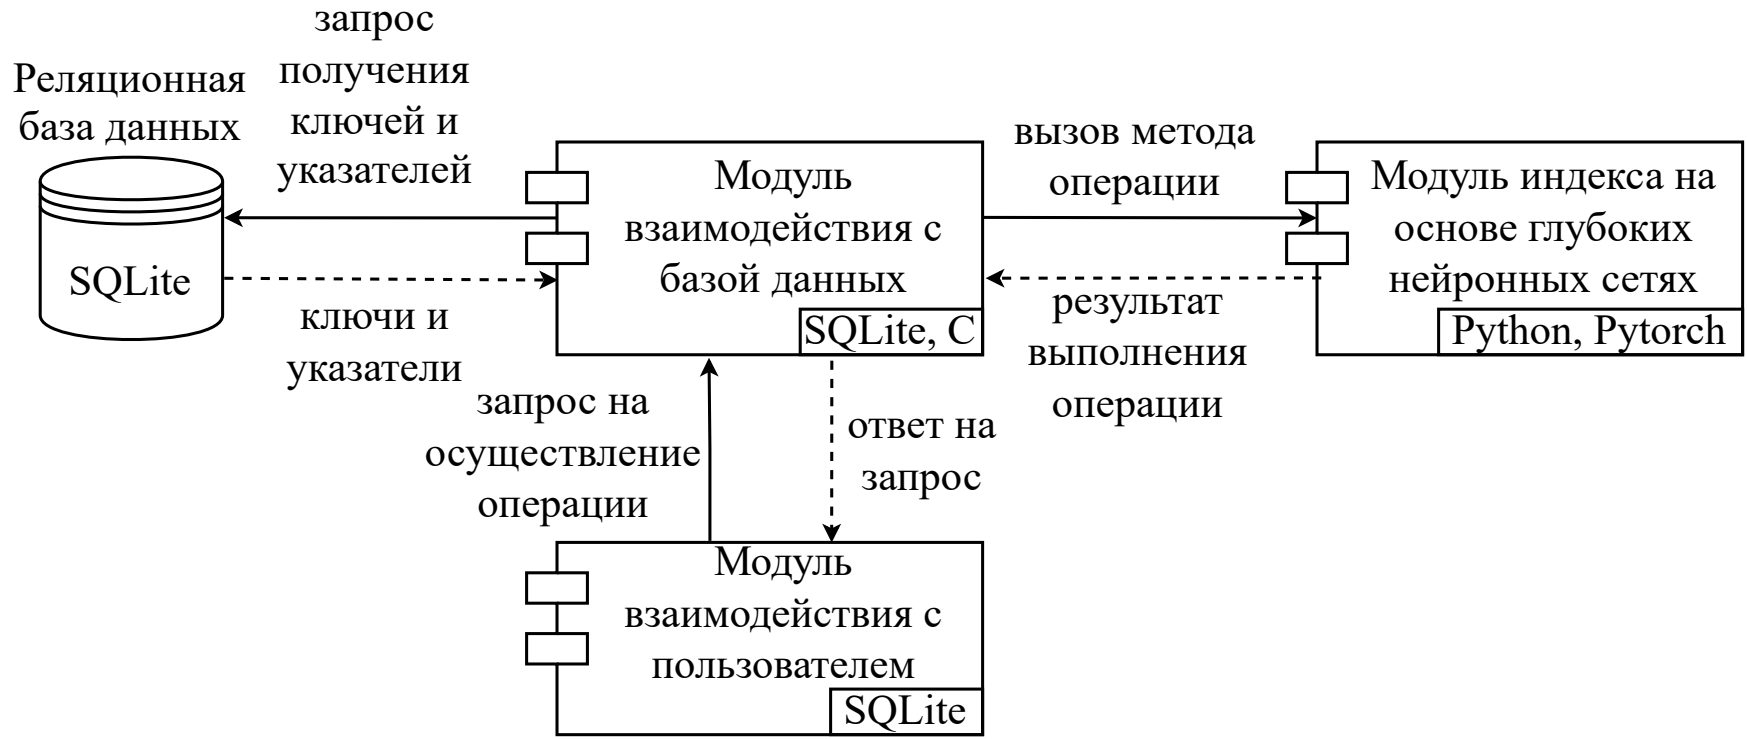 Реляционная
база данных
SQLite
запрос
получения
ключей и
указателей
ключи и
указатели
Модуль
взаимодействия с
базой данных
SQLite, C
вызов метода
операции
результат
выполнения
операции
Модуль индекса на
основе глубоких
нейронных сетях
Python, Pytorch
запрос на
осуществление
операции
ответ на
запрос
Модуль
взаимодействия с
пользователем
SQLite